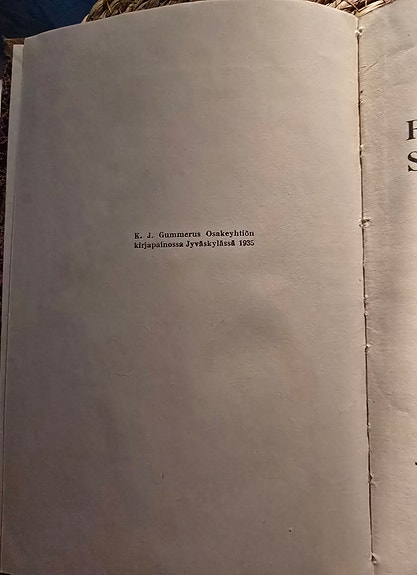 K. J. Gummerus Osakeyhtiön
kirjapainossa Jyväskylässä 1935